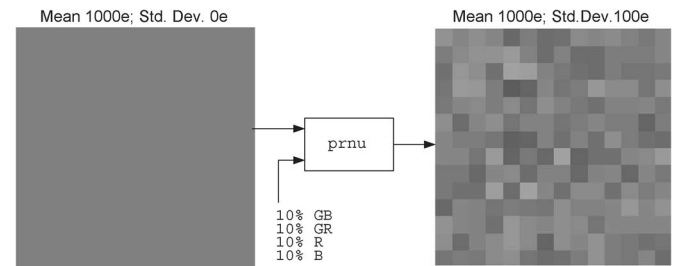 Mean 1000e; Std. Dev. 0e
Mean 1000e; Std.Dev.100e
prnu
10% GB
10% GR
10% R
10% B